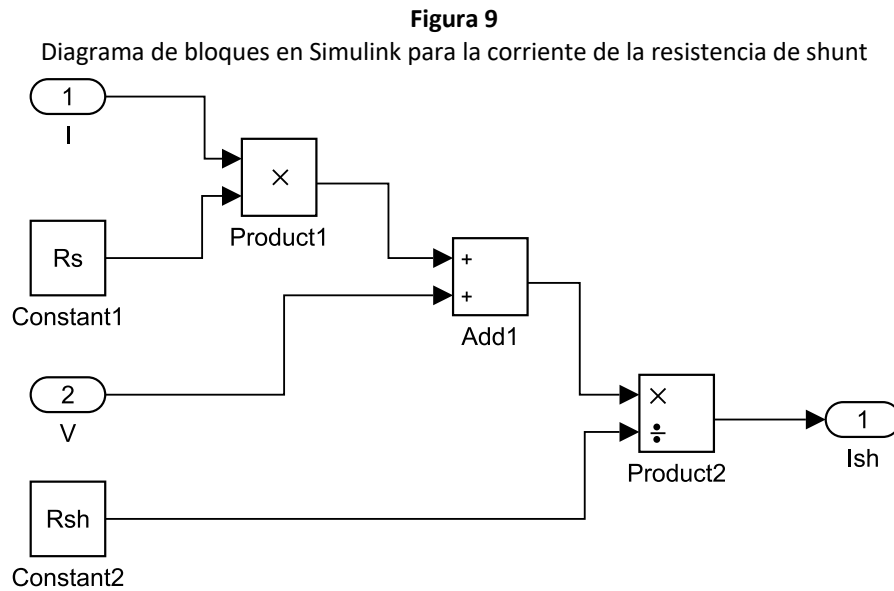 Figura 9
Diagrama de bloques en Simulink para la corriente de la resistencia de shunt
1
I
×
Product1
Rs
Constant1
+
+
Add1
2
V
×
÷
Product2
1
Ish
Rsh
Constant2